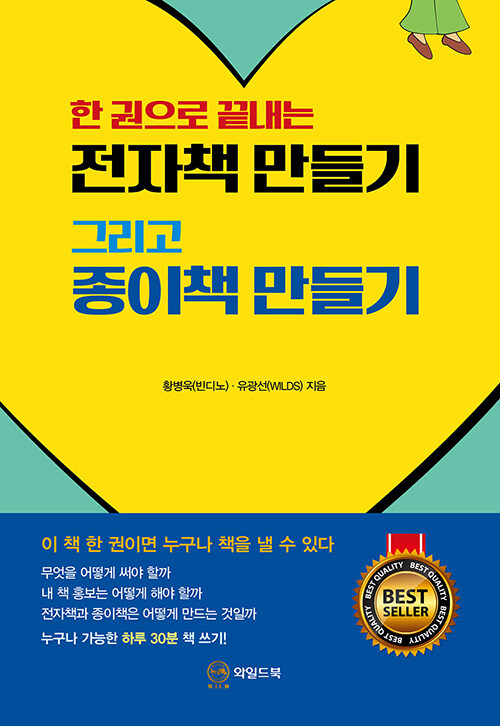 한 권으로 끝내는
전자책 만들기
그리고
종이책 만들기
황병욱(빈디노) · 유광선(WILDS) 지음
이 책 한 권이면 누구나 책을 낼 수 있다
무엇을 어떻게 써야 할까
내 책 홍보는 어떻게 해야 할까
전자책과 종이책은 어떻게 만드는 것일까
누구나 가능한 하루 30분 책 쓰기!
BEST QUALITY
BEST QUALITY
BEST QUALITY
BEST QUALITY
BEST
SELLER
WILD
와일드북